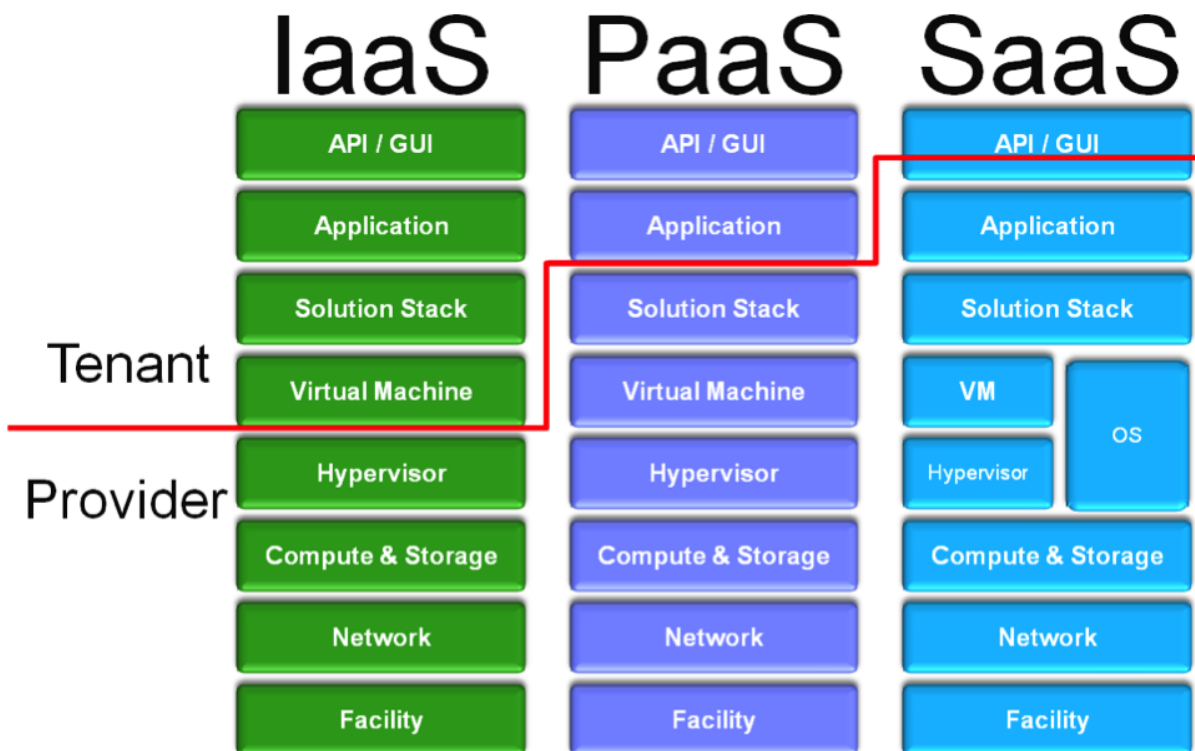 IaaS
PaaS
SaaS
API / GUI
API / GUI
API / GUI
Application
Application
Application
Solution Stack
Solution Stack
Solution Stack
Tenant
Virtual Machine
Virtual Machine
VM
OS
Provider
Hypervisor
Hypervisor
Hypervisor
Compute & Storage
Compute & Storage
Compute & Storage
Network
Network
Network
Facility
Facility
Facility